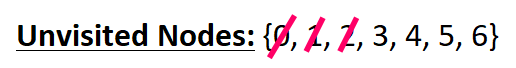 Unvisited Nodes: {0, 1, 2, 3, 4, 5, 6}